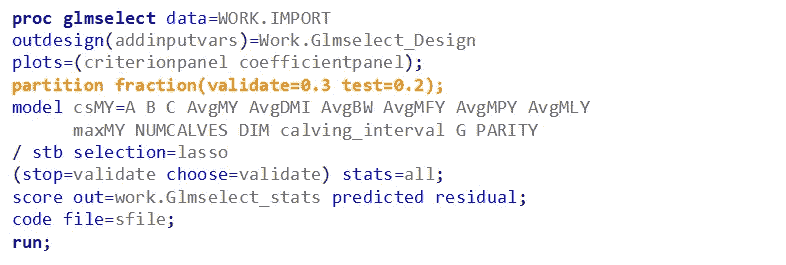 proc glmselect data=WORK.IMPORT
outdesign(addinputvars)=Work.Glmselect_Design
plots=(criterionpanel coefficientpanel);
partition fraction(validate=0.3 test=0.2);
model csMY=A B C AvgMY AvgDMI AvgBW AvgMFY AvgMPY AvgMLY
maxMY NUMCALVES DIM calving_interval G PARITY
/ stb selection=lasso
(stop=validate choose=validate) stats=all;
score out=work.Glmselect_stats predicted residual;
code file=sfile;
run;